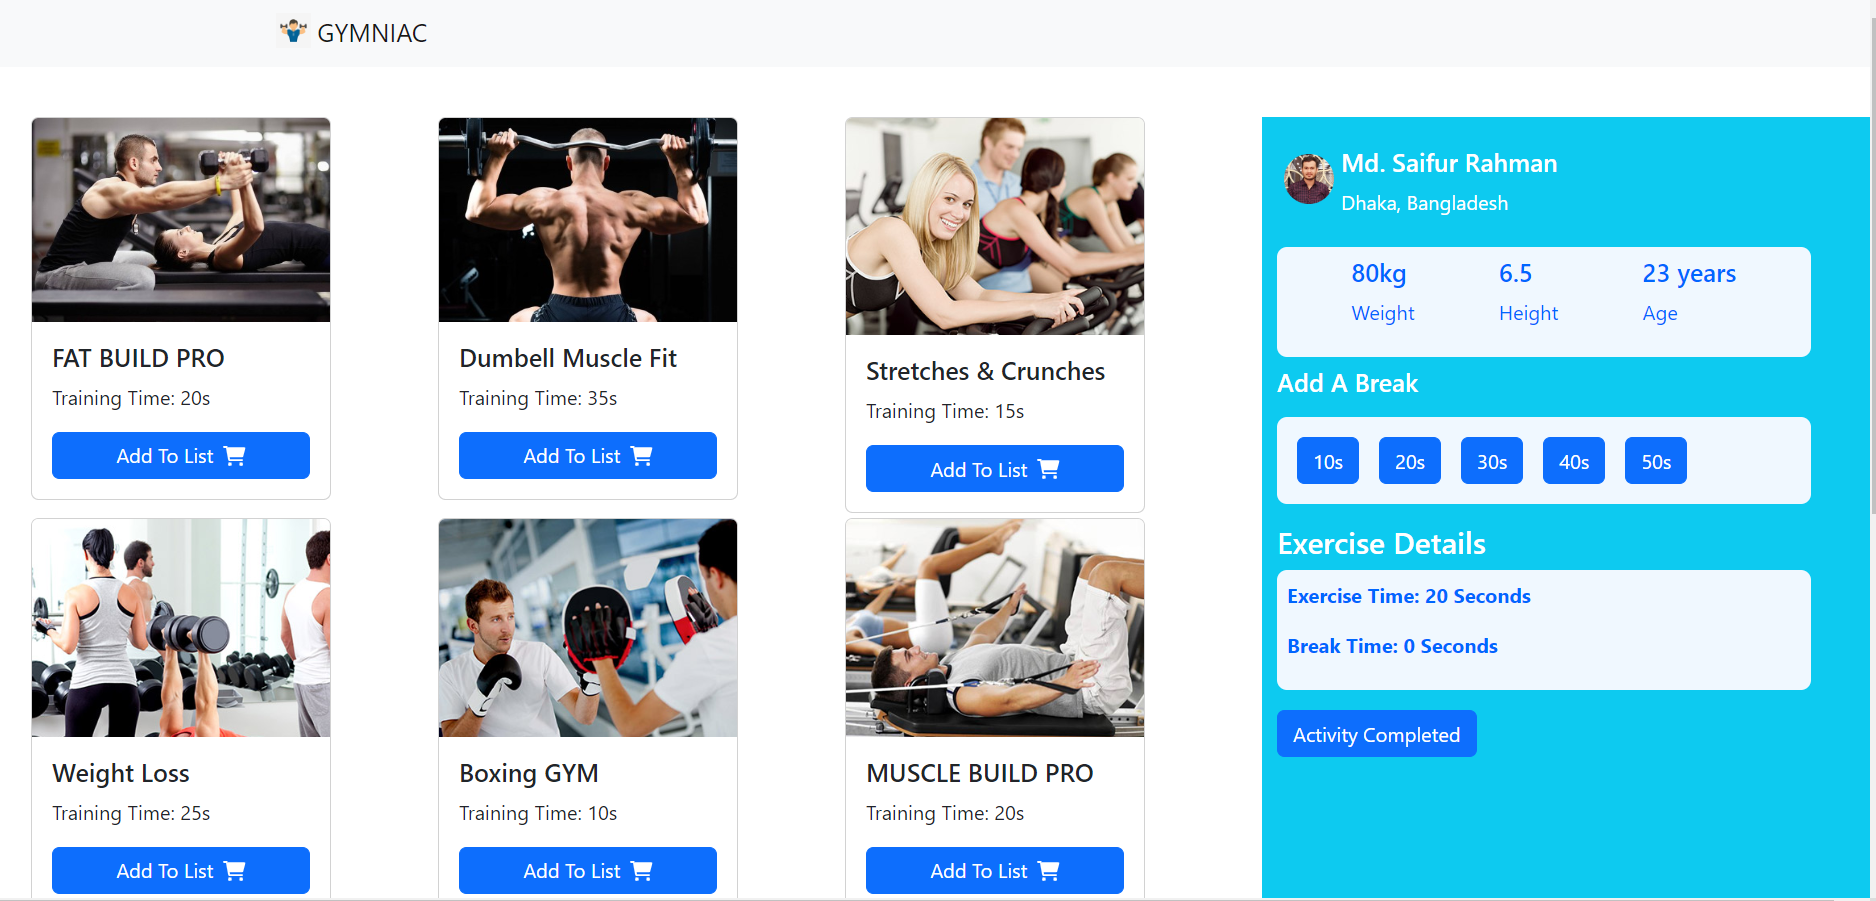 GYMNIAC
FAT BUILD PRO
Training Time: 20s
Add To List
Dumbell Muscle Fit
Training Time: 35s
Add To List
Stretches & Crunches
Training Time: 15s
Add To List
Weight Loss
Training Time: 25s
Add To List
Boxing GYM
Training Time: 10s
Add To List
MUSCLE BUILD PRO
Training Time: 20s
Add To List
Md. Saifur Rahman
Dhaka, Bangladesh
80kg 6.5 23 years
Weight Height Age
Add A Break
10s 20s 30s 40s 50s
Exercise Details
Exercise Time: 20 Seconds
Break Time: 0 Seconds
Activity Completed